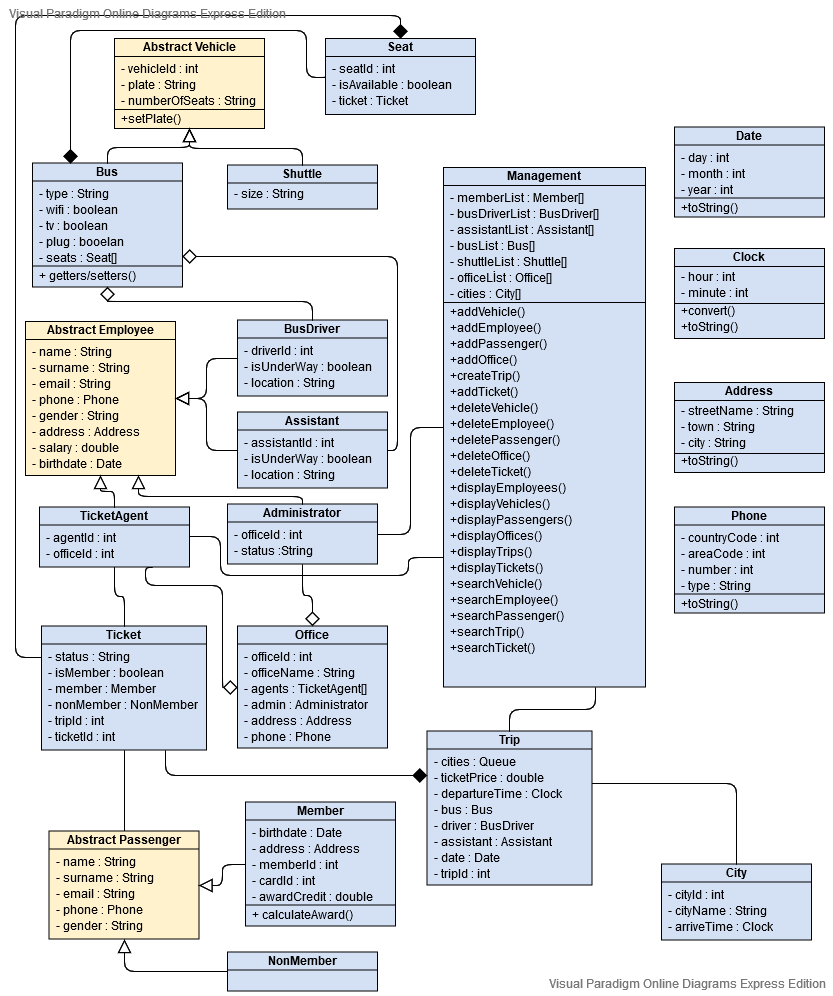 Visual Paradigm Online Diagrams Express Edition
Abstract Vehicle
- vehicleId : int
- plate : String
- numberOfSeats : String
+setPlate()
Seat
- seatId : int
- isAvailable : boolean
- ticket : Ticket
Bus
- type : String
- wifi : boolean
- tv : boolean
- plug : booelan
- seats : Seat[]
+ getters/setters()
Shuttle
- size : String
Management
- memberList : Member[]
- busDriverList : BusDriver[]
- assistantList : Assistant[]
- busList : Bus[]
- shuttleList : Shuttle[]
- officeLİst : Office[]
- cities : City[]
+addVehicle()
+addEmployee()
+addPassenger()
+addOffice()
+createTrip()
+addTicket()
+deleteVehicle()
+deleteEmployee()
+deletePassenger()
+deleteOffice()
+deleteTicket()
+displayEmployees()
+displayVehicles()
+displayPassengers()
+displayOffices()
+displayTrips()
+displayTickets()
+searchVehicle()
+searchEmployee()
+searchPassenger()
+searchTrip()
+searchTicket()
Date
- day : int
- month : int
- year : int
+toString()
Clock
- hour : int
- minute : int
+convert()
+toString()
Address
- streetName : String
- town : String
- city : String
+toString()
Phone
- countryCode : int
- areaCode : int
- number : int
- type : String
+toString()
Abstract Employee
- name : String
- surname : String
- email : String
- phone : Phone
- gender : String
- address : Address
- salary : double
- birthdate : Date
BusDriver
- driverId : int
- isUnderWay : boolean
- location : String
Assistant
- assistantId : int
- isUnderWay : boolean
- location : String
TicketAgent
- agentId : int
- officeId : int
Administrator
- officeId : int
- status :String
Ticket
- status : String
- isMember : boolean
- member : Member
- nonMember : NonMember
- tripId : int
- ticketId : int
Office
- officeId : int
- officeName : String
- agents : TicketAgent[]
- admin : Administrator
- address : Address
- phone : Phone
Trip
- cities : Queue
- ticketPrice : double
- departureTime : Clock
- bus : Bus
- driver : BusDriver
- assistant : Assistant
- date : Date
- tripId : int
Abstract Passenger
- name : String
- surname : String
- email : String
- phone : Phone
- gender : String
Member
- birthdate : Date
- address : Address
- memberId : int
- cardId : int
- awardCredit : double
+ calculateAward()
City
- cityId : int
- cityName : String
- arriveTime : Clock
NonMember
Visual Paradigm Online Diagrams Express Edition